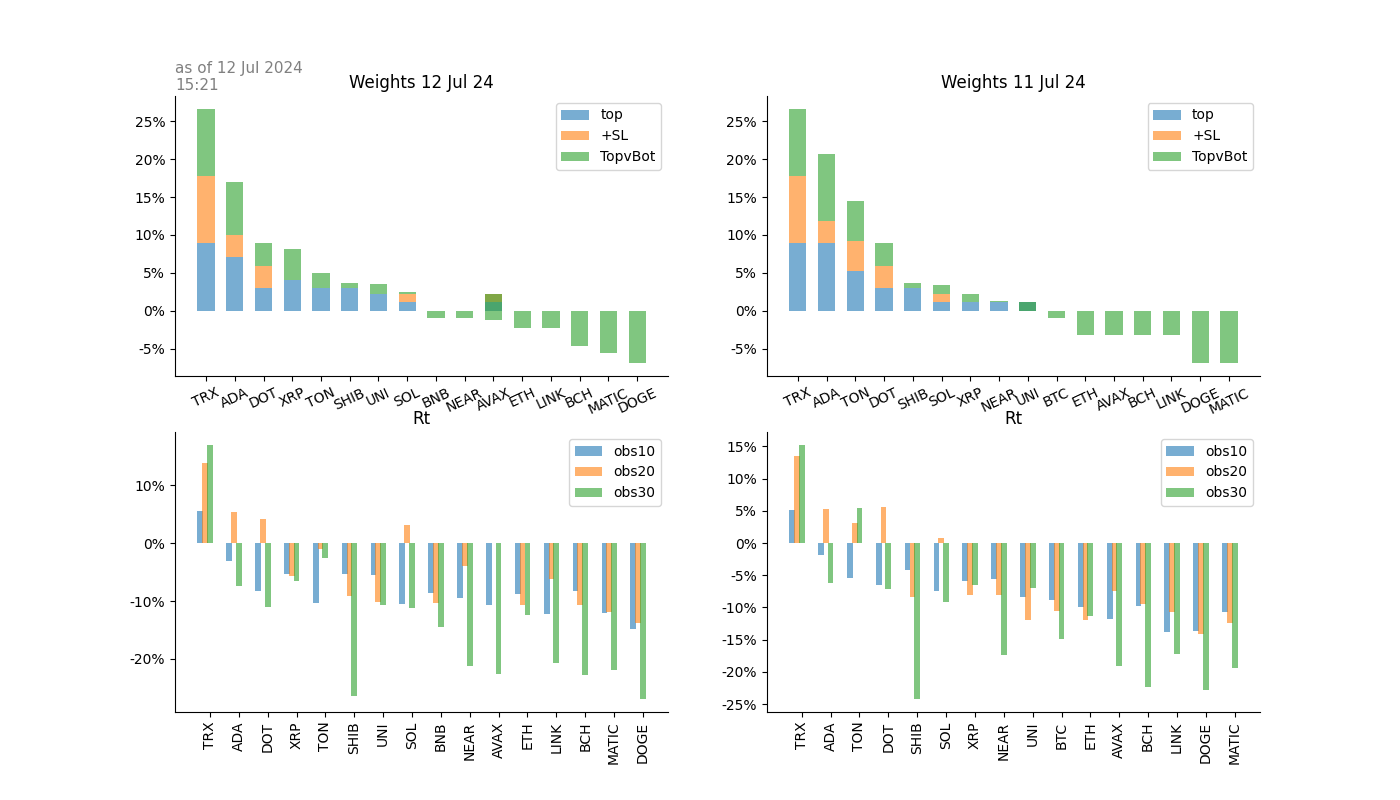 as of 12 Jul 2024
15:21
Weights 12 Jul 24
25%
20%
15%
10%
5%
0%
-5%
top
+SL
TopvBot
TRX ADA DOT XRP TON SHIB UNI SOL BNB NEAR AVAX ETH LINK BCH MATIC DOGE
Weights 11 Jul 24
25%
20%
15%
10%
5%
0%
-5%
top
+SL
TopvBot
TRX ADA TON DOT SHIB SOL XRP NEAR UNI BTC ETH AVAX BCH LINK DOGE MATIC
Rt
10%
0%
-10%
-20%
obs10
obs20
obs30
TRX ADA DOT XRP TON SHIB UNI SOL BNB NEAR AVAX ETH LINK BCH MATIC DOGE
Rt
15%
10%
5%
0%
-5%
-10%
-15%
-20%
-25%
obs10
obs20
obs30
TRX ADA TON DOT SHIB SOL XRP NEAR UNI BTC ETH AVAX BCH LINK DOGE MATIC